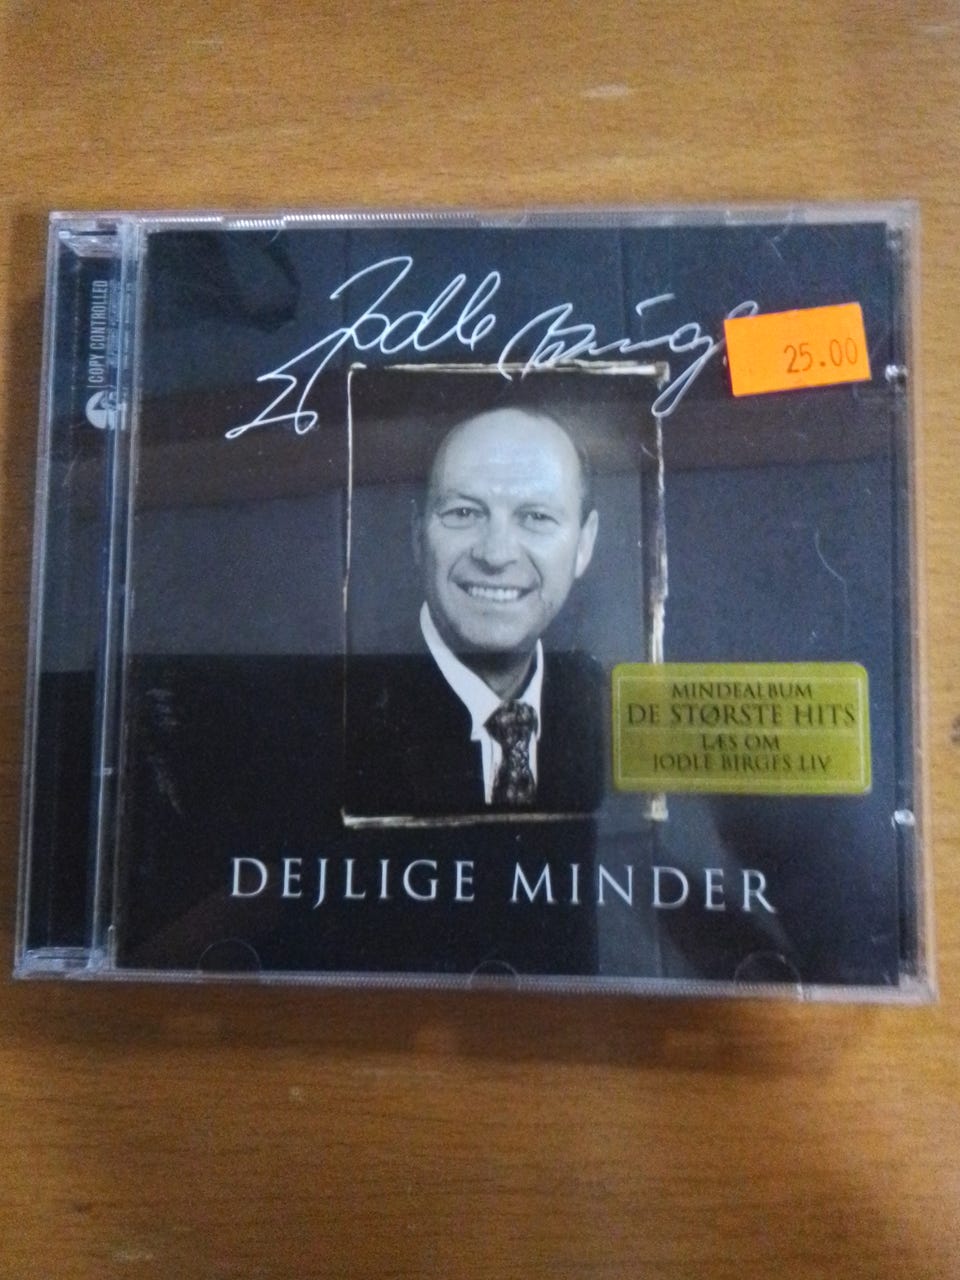 COPY CONTROLLED
Jodle Birge
25.00
MINDEALBUM
DE STØRSTE HITS
LÆS OM
JODLE BIRGES LIV
DEJLIGE MINDER